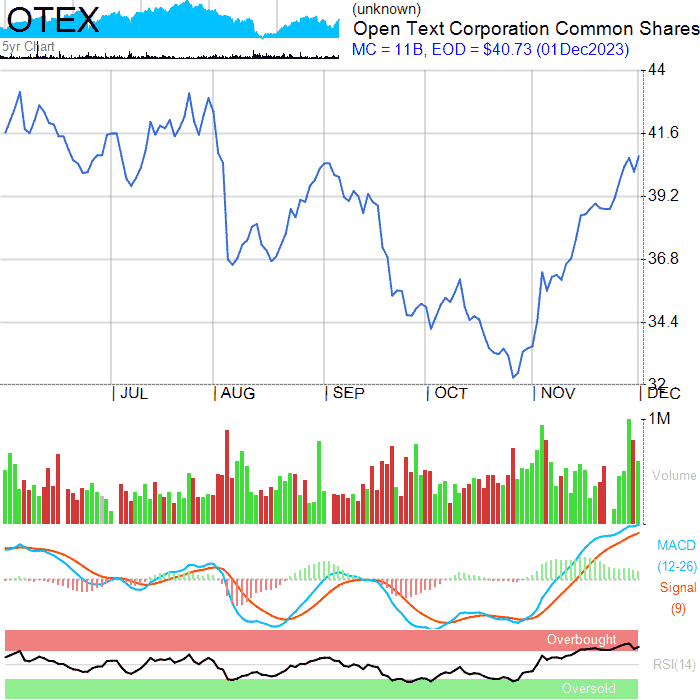 OTEX
5yr Chart
(unknown)
Open Text Corporation Common Shares
MC = 11B, EOD = $40.73 (01Dec2023)
44
41.6
39.2
36.8
34.4
32
JUL AUG SEP OCT NOV DEC
1M
Volume
MACD
(12-26)
Signal
(9)
Overbought
RSI(14)
Oversold